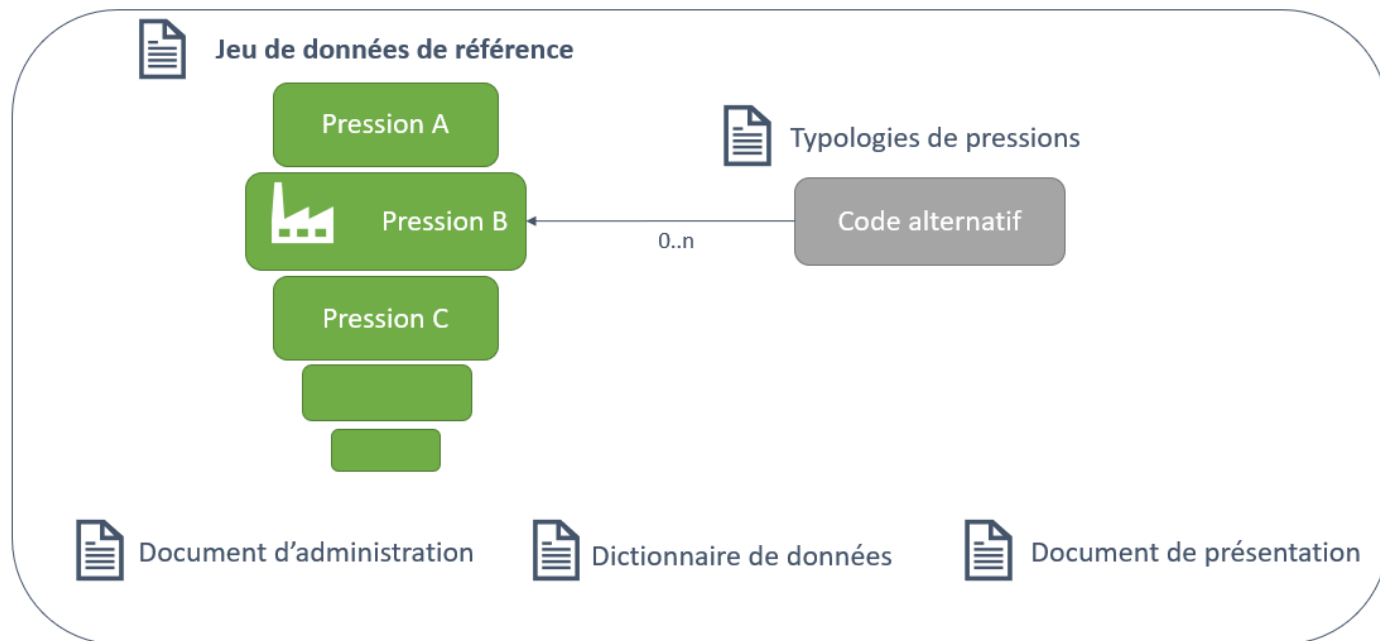 Jeu de données de référence
Pression A
Typologies de pressions
Pression B
Code alternatif
0..n
Pression C
Document d’administration
Dictionnaire de données
Document de présentation